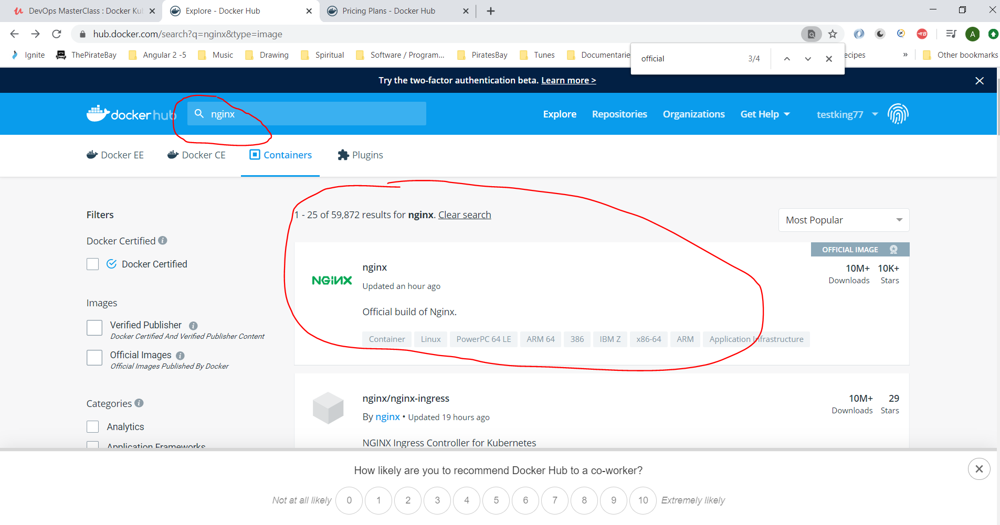 DevOps MasterClass : Docker Kub
Explore - Docker Hub
Pricing Plans - Docker Hub
hub.docker.com/search?q=nginx&type=image
A
B
Ignite
ThePirateBay
Angular 2 -5
Music
Drawing
Spiritual
Software / Program...
PiratesBay
Tunes
Documentarie
ecipes
»
Other bookmarks
official
3/4
Try the two-factor authentication beta. Learn more >
docker hub
nginx
Explore
Repositories
Organizations
Get Help
testking77
Docker EE
Docker CE
Containers
Plugins
Filters
1 - 25 of 59,872 results for nginx. Clear search
Most Popular
Docker Certified
Docker Certified
OFFICIAL IMAGE
NGINX
nginx
Updated an hour ago
Official build of Nginx.
10M+
Downloads
10K+
Stars
Container
Linux
PowerPC 64 LE
ARM 64
386
IBM Z
x86-64
ARM
Application Infrastructure
Images
Verified Publisher
Docker Certified And Verified Publisher Content
Official Images
Official Images Published By Docker
nginx/nginx-ingress
By nginx • Updated 19 hours ago
NGINX Ingress Controller for Kubernetes
10M+
Downloads
29
Stars
Categories
Analytics
Application Frameworks
How likely are you to recommend Docker Hub to a co-worker?
Not at all likely 0 1 2 3 4 5 6 7 8 9 10 Extremely likely